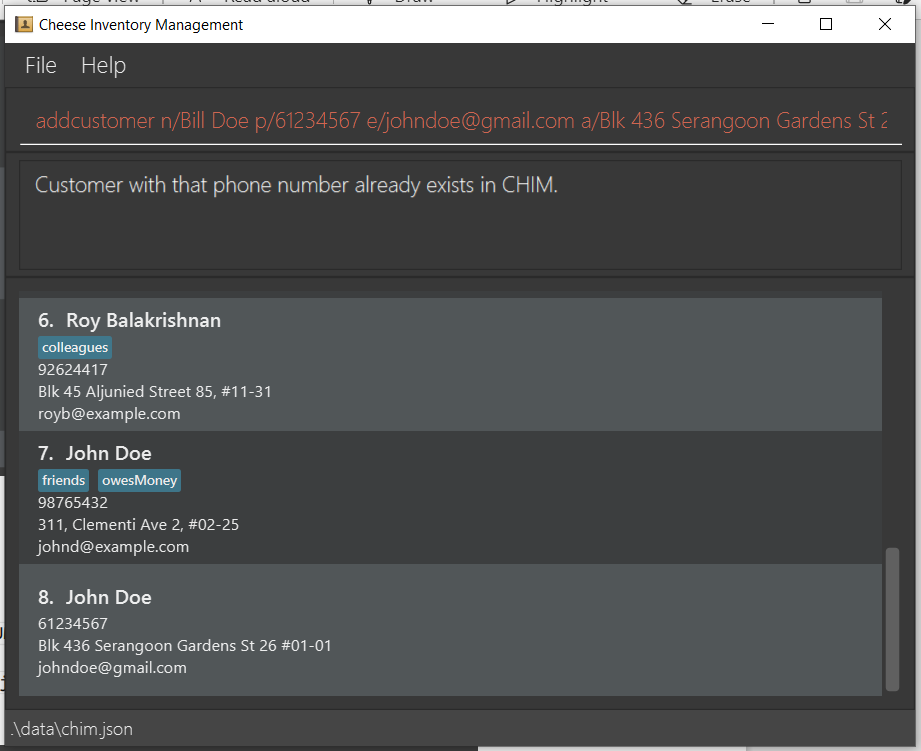 Cheese Inventory Management
File Help
addcustomer n/Bill Doe p/61234567 e/johndoe@gmail.com a/Blk 436 Serangoon Gardens St 2
Customer with that phone number already exists in CHIM.
6. Roy Balakrishnan
colleagues
92624417
Blk 45 Aljunied Street 85, #11-31
royb@example.com
7. John Doe
friends owesMoney
98765432
311, Clementi Ave 2, #02-25
johnd@example.com
8. John Doe
61234567
Blk 436 Serangoon Gardens St 26 #01-01
johndoe@gmail.com
.\data\chim.json